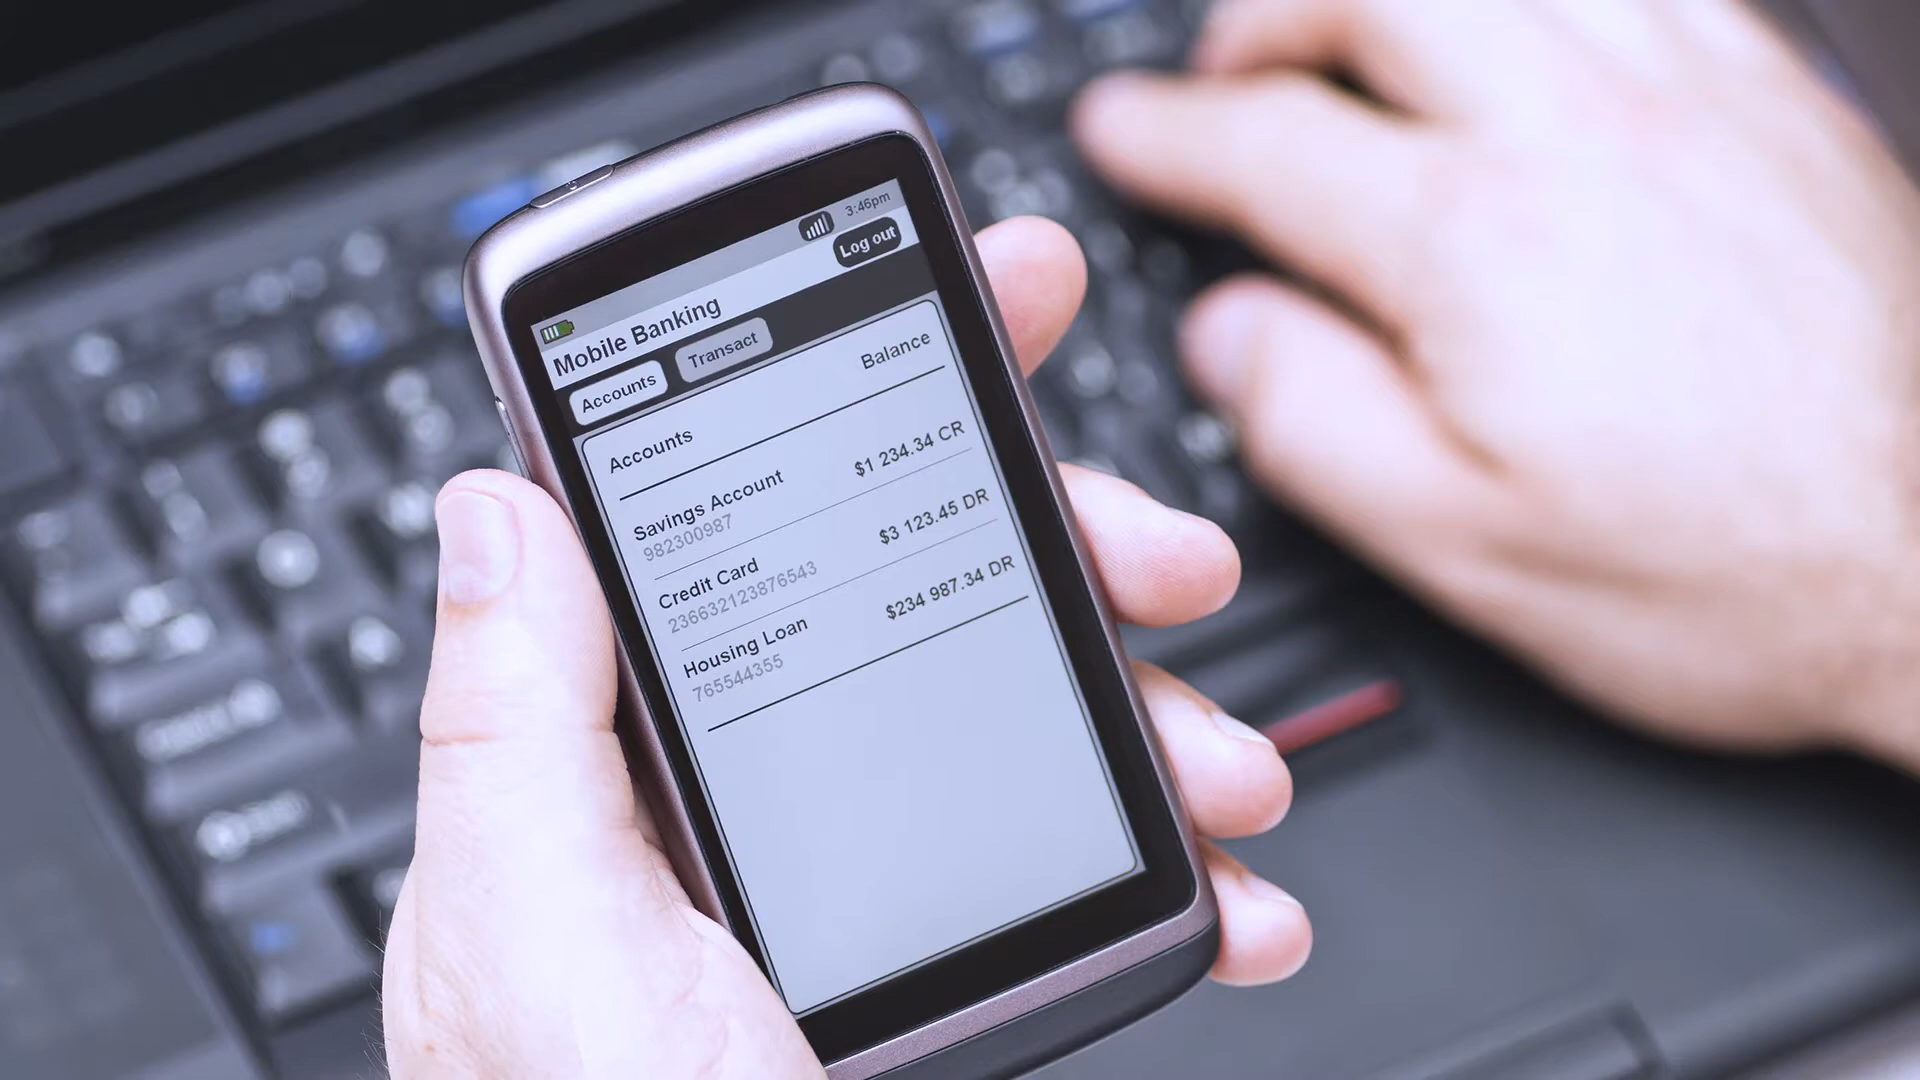 3:46pm
Mobile Banking
Log out
Accounts
Transact
Accounts
Balance
Savings Account
$1 234.34 CR
982300987
Credit Card
$3 123.45 DR
236632123876543
Housing Loan
$234 987.34 DR
765544355